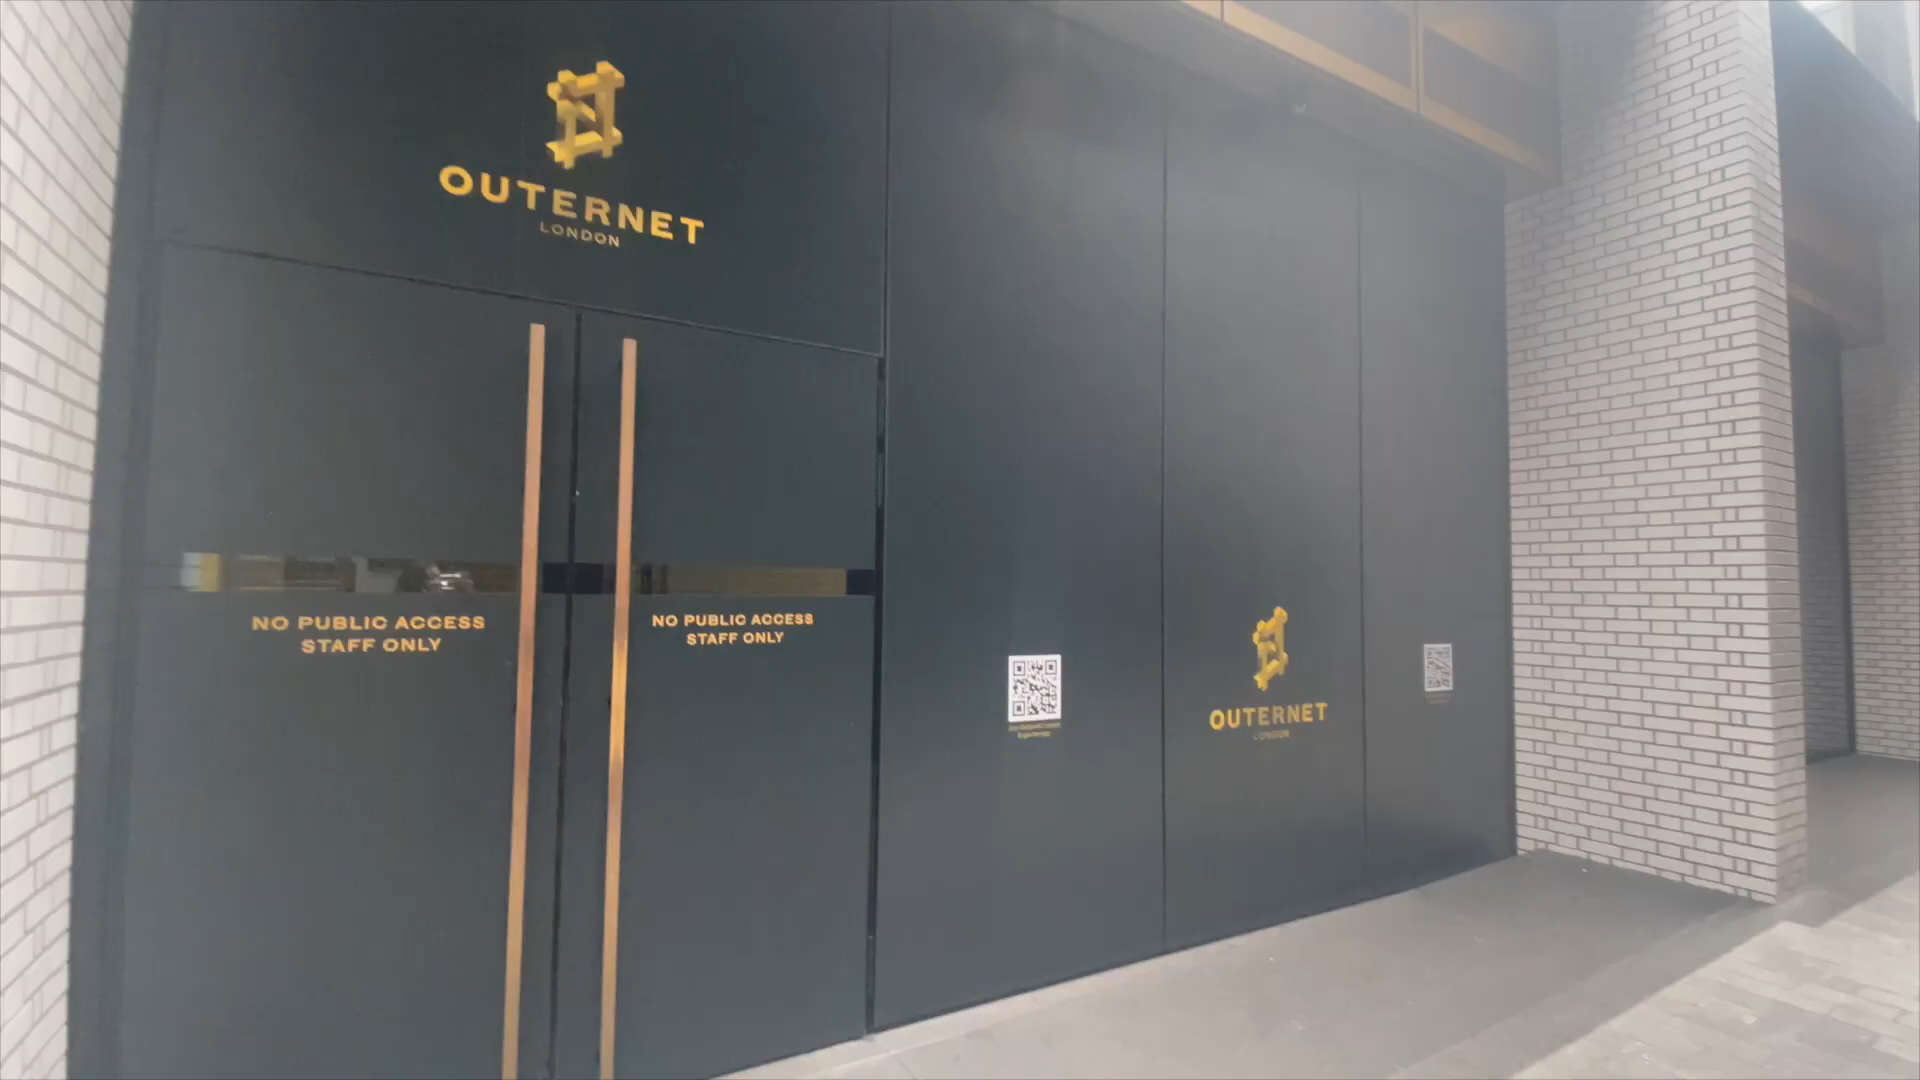 OUTERNET
LONDON
NO PUBLIC ACCESS
STAFF ONLY
NO PUBLIC ACCESS
STAFF ONLY
OUTERNET
LONDON